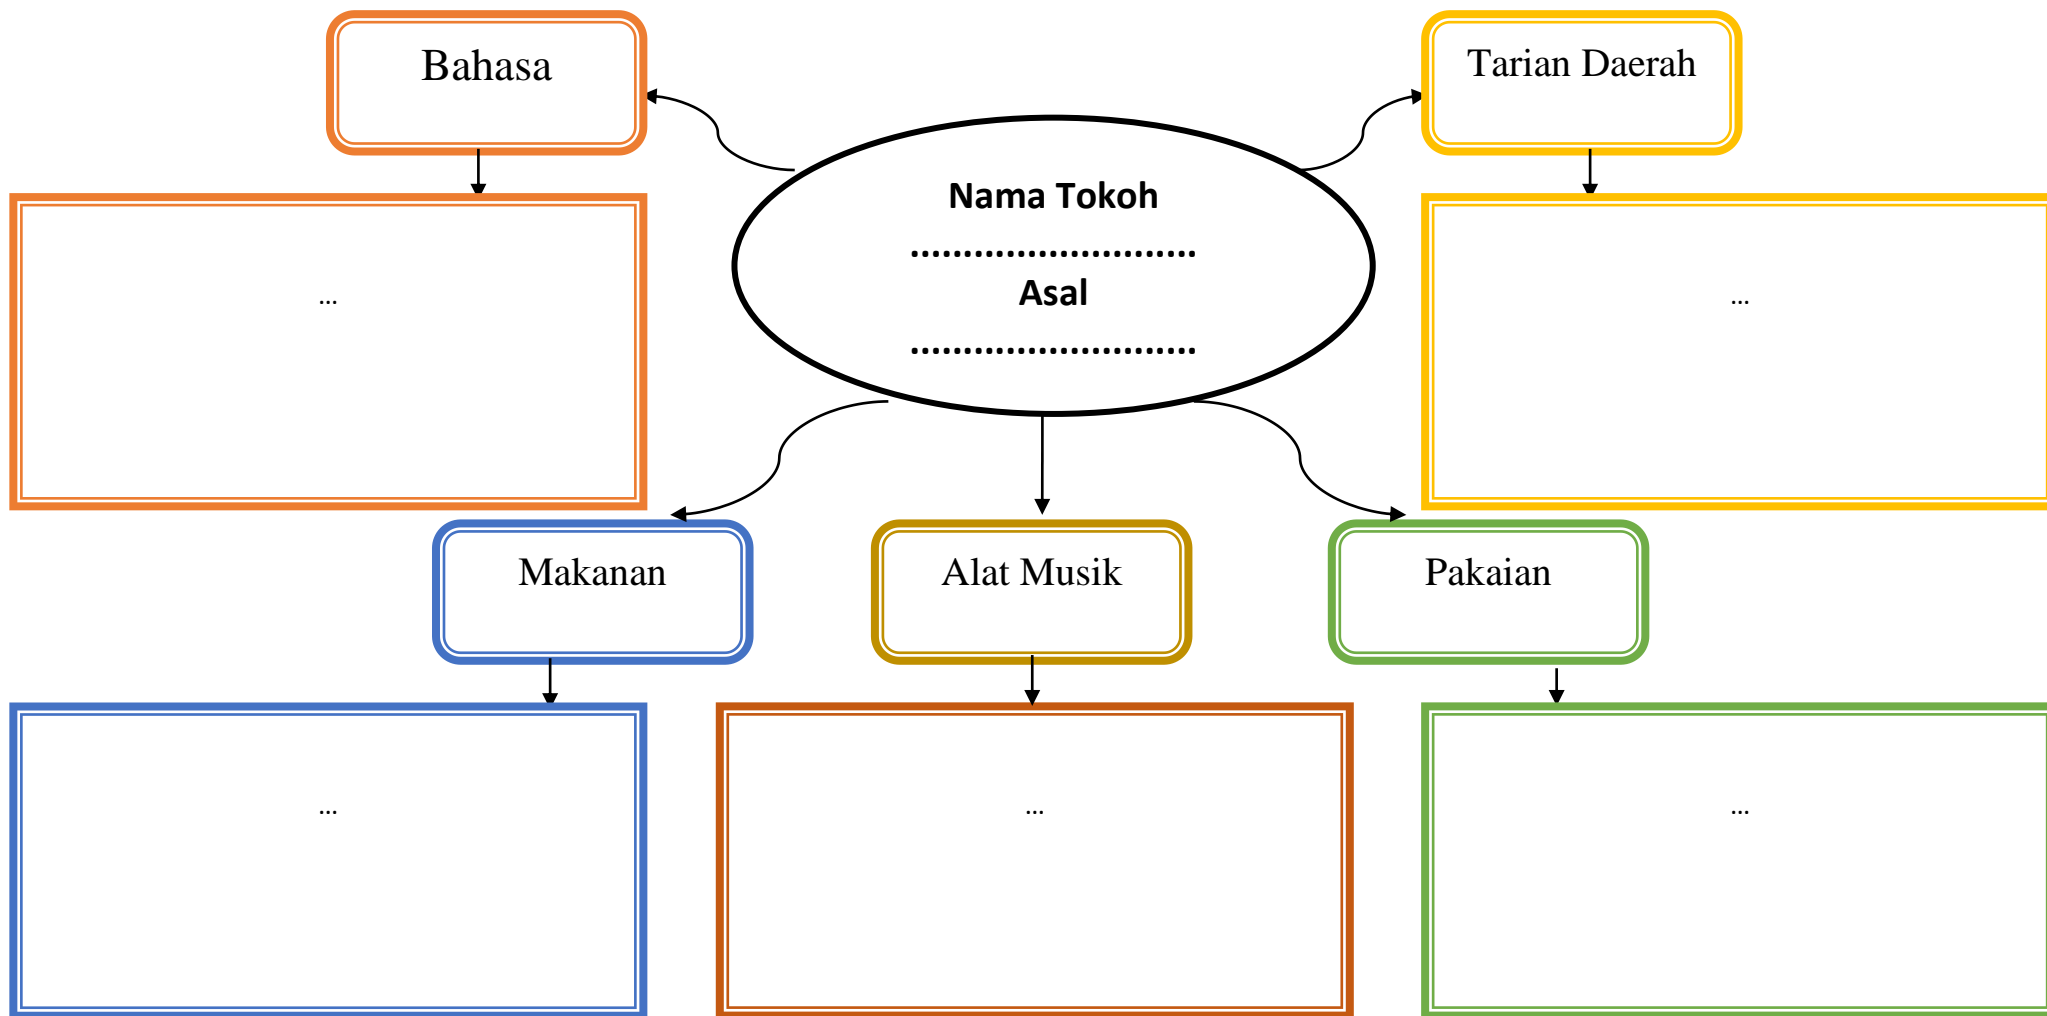 Bahasa
Tarian Daerah
Nama Tokoh
...........................
Asal
...........................
...
...
Makanan
Alat Musik
Pakaian
...
...
...